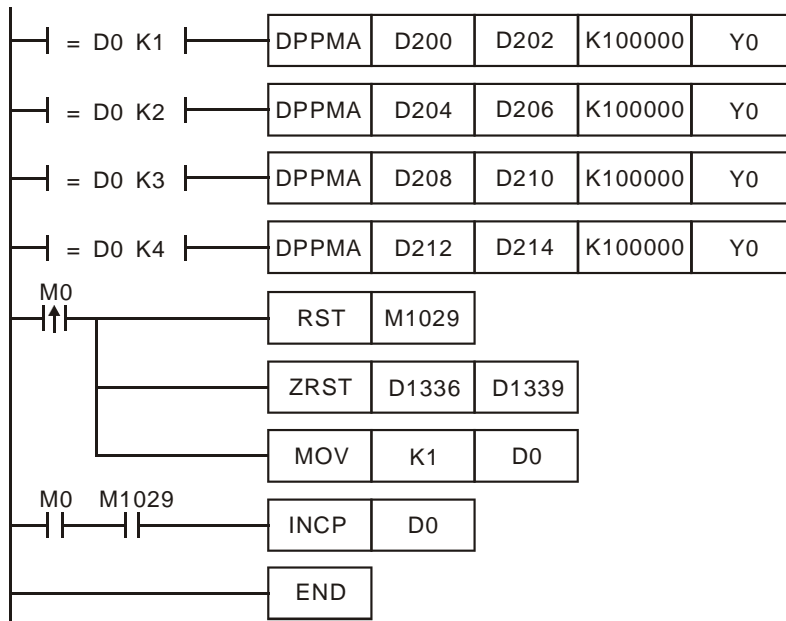 = D0 K1 DPPMA D200 D202 K100000 Y0
= D0 K2 DPPMA D204 D206 K100000 Y0
= D0 K3 DPPMA D208 D210 K100000 Y0
= D0 K4 DPPMA D212 D214 K100000 Y0
M0
RST M1029
ZRST D1336 D1339
MOV K1 D0
M0 M1029
INCP D0
END